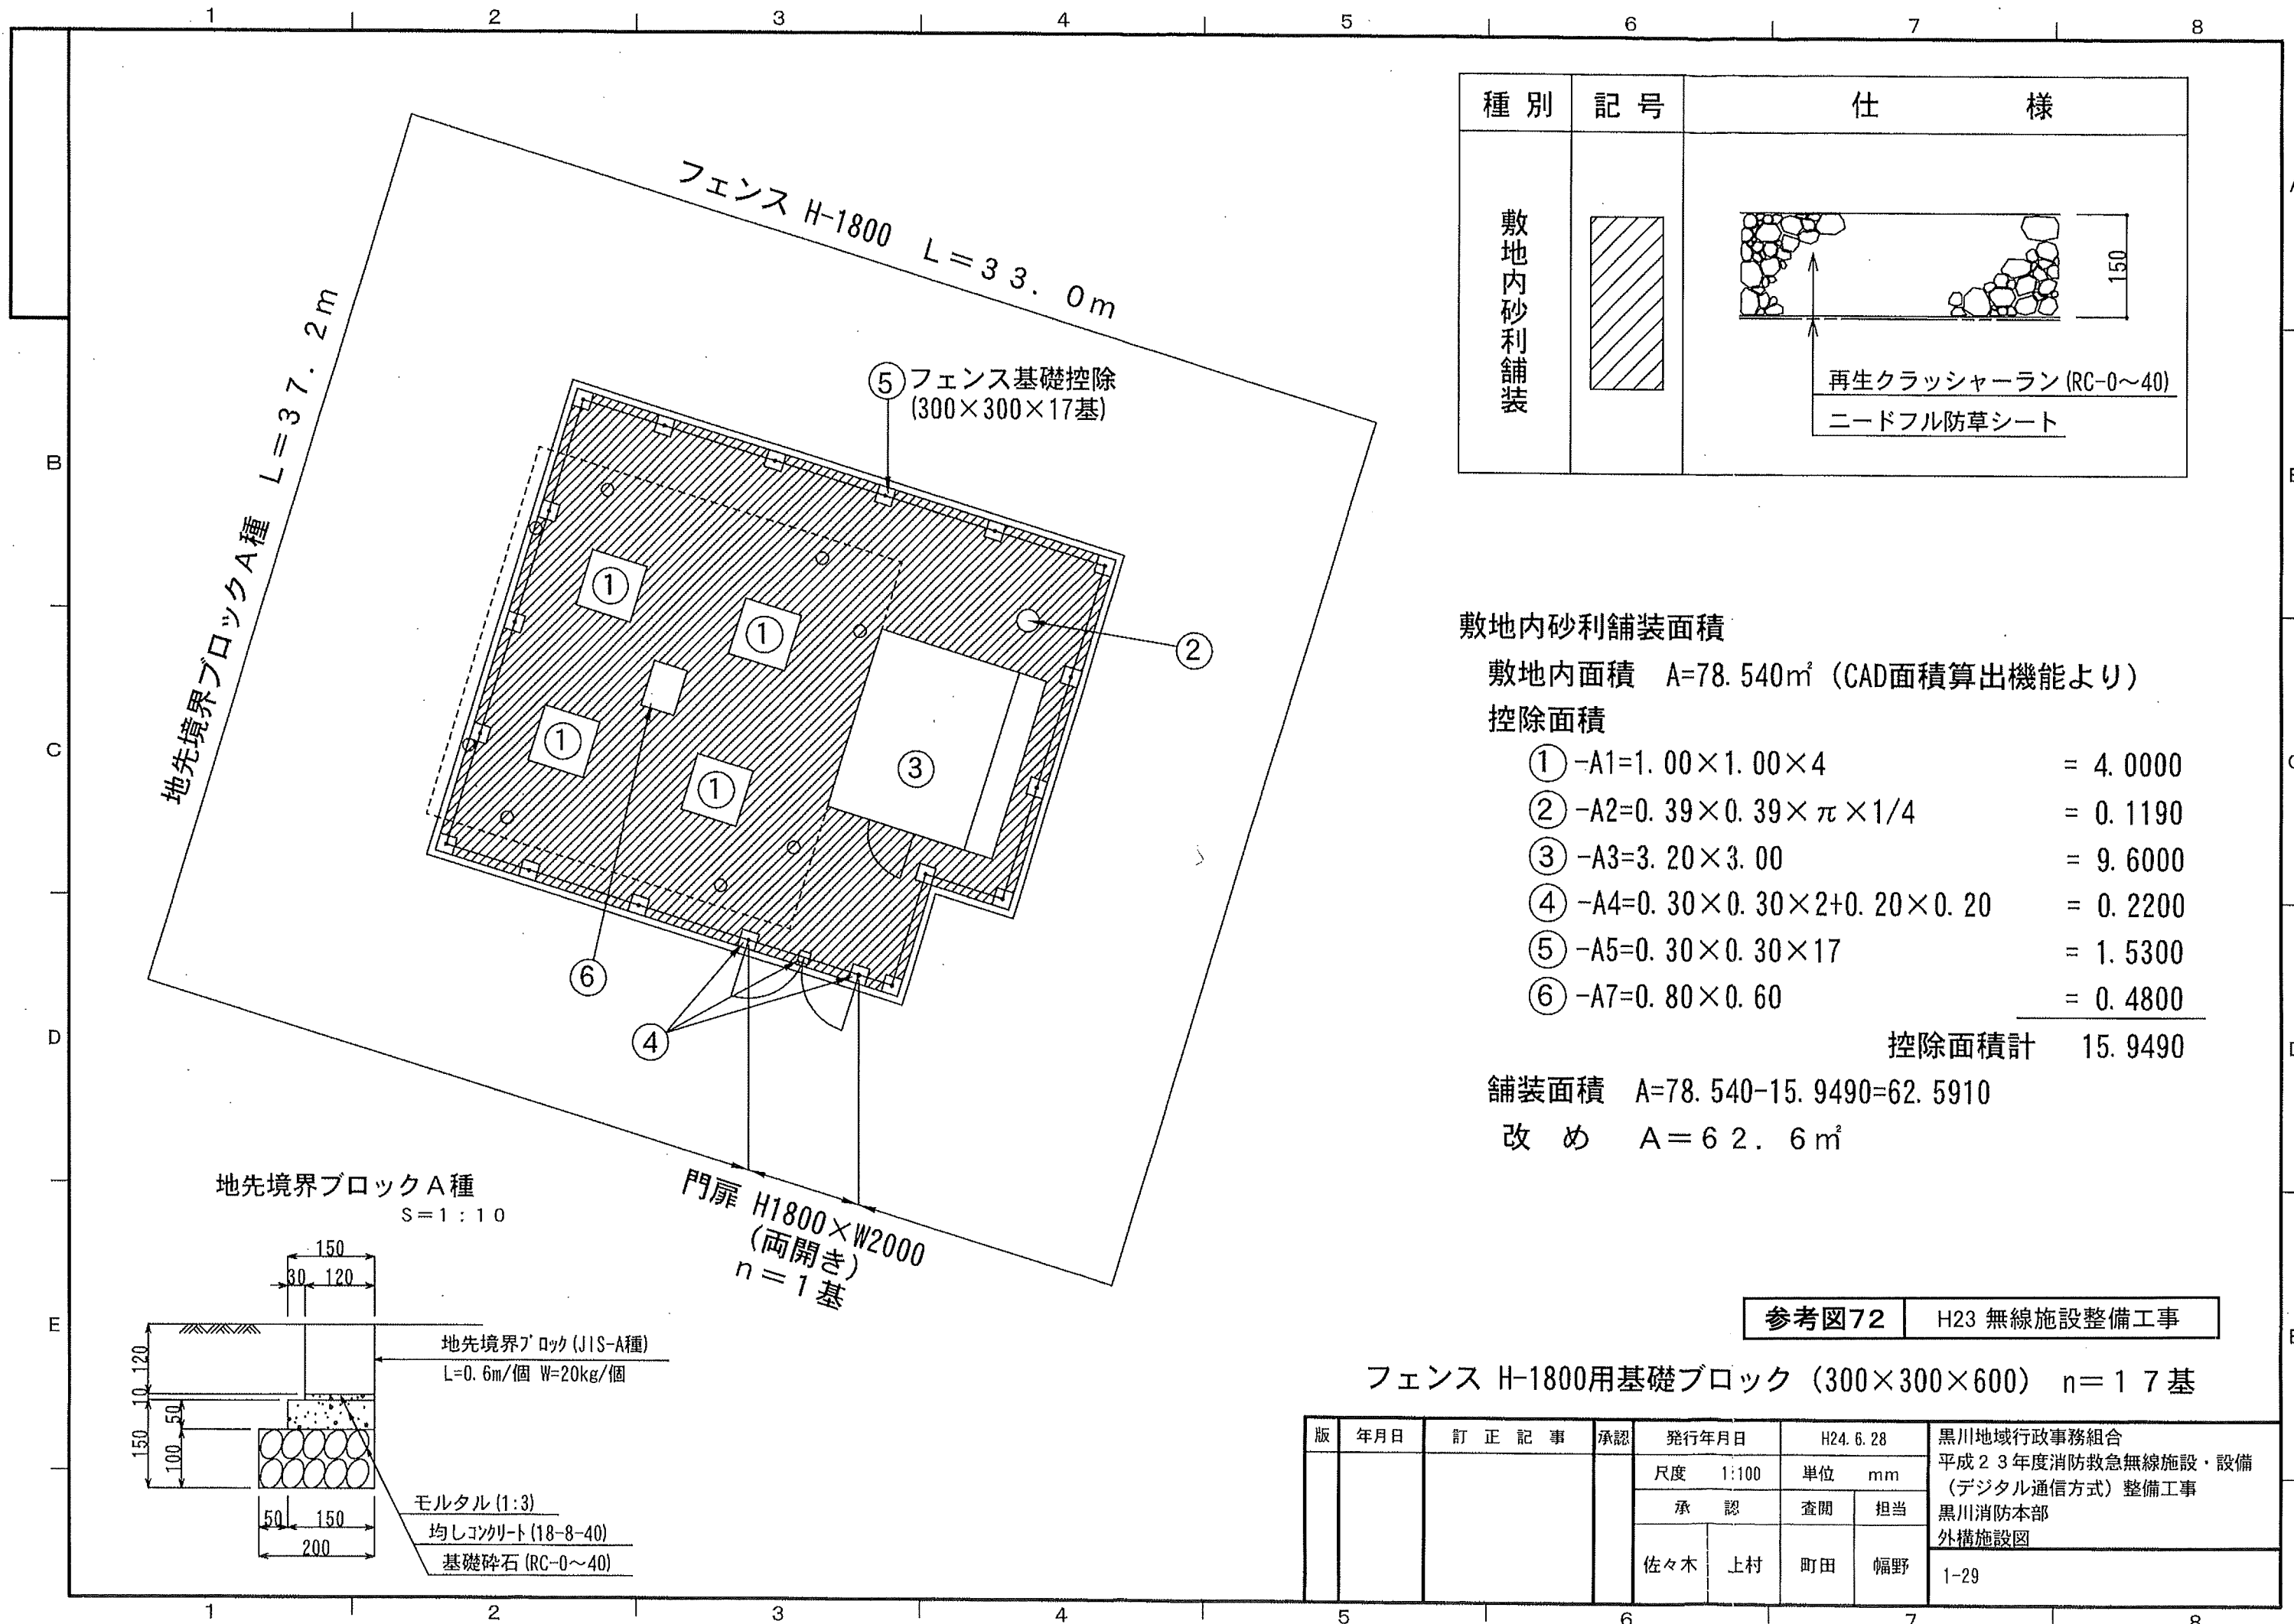 1 2 3 4 5 6 7 8
B
C
D
E
フェンス H-1800 L=33.0m
地先境界ブロックA種 L=37.2m
⑤ フェンス基礎控除
(300×300×17基)
①
①
①
①
②
③
④
⑥
門扉 H1800×W2000
(両開き)
n=1基
種別 記号 仕様
敷地内砂利舗装
150
再生クラッシャーラン(RC-0～40)
ニードフル防草シート
敷地内砂利舗装面積
敷地内面積 A=78.540㎡ (CAD面積算出機能より)
控除面積
①-A1=1.00×1.00×4 = 4.0000
②-A2=0.39×0.39×π×1/4 = 0.1190
③-A3=3.20×3.00 = 9.6000
④-A4=0.30×0.30×2+0.20×0.20 = 0.2200
⑤-A5=0.30×0.30×17 = 1.5300
⑥-A7=0.80×0.60 = 0.4800
控除面積計 15.9490
舗装面積 A=78.540-15.9490=62.5910
改め A=62.6㎡
地先境界ブロックA種
S=1:10
150
30 120
120
10
150
50
100
50 150
200
地先境界ブロック(JIS-A種)
L=0.6m/個 W=20kg/個
モルタル(1:3)
均しコンクリート(18-8-40)
基礎砕石(RC-0～40)
参考図72 H23 無線施設整備工事
フェンス H-1800用基礎ブロック (300×300×600) n=17基
版 年月日 訂正記事 承認 発行年月日 H24.6.28
尺度 1:100 単位 mm
承認 査閲 担当
佐々木 上村 町田 幅野
黒川地域行政事務組合
平成23年度消防救急無線施設・設備
(デジタル通信方式)整備工事
黒川消防本部
外構施設図
1-29
1 2 3 4 5 6 7 8